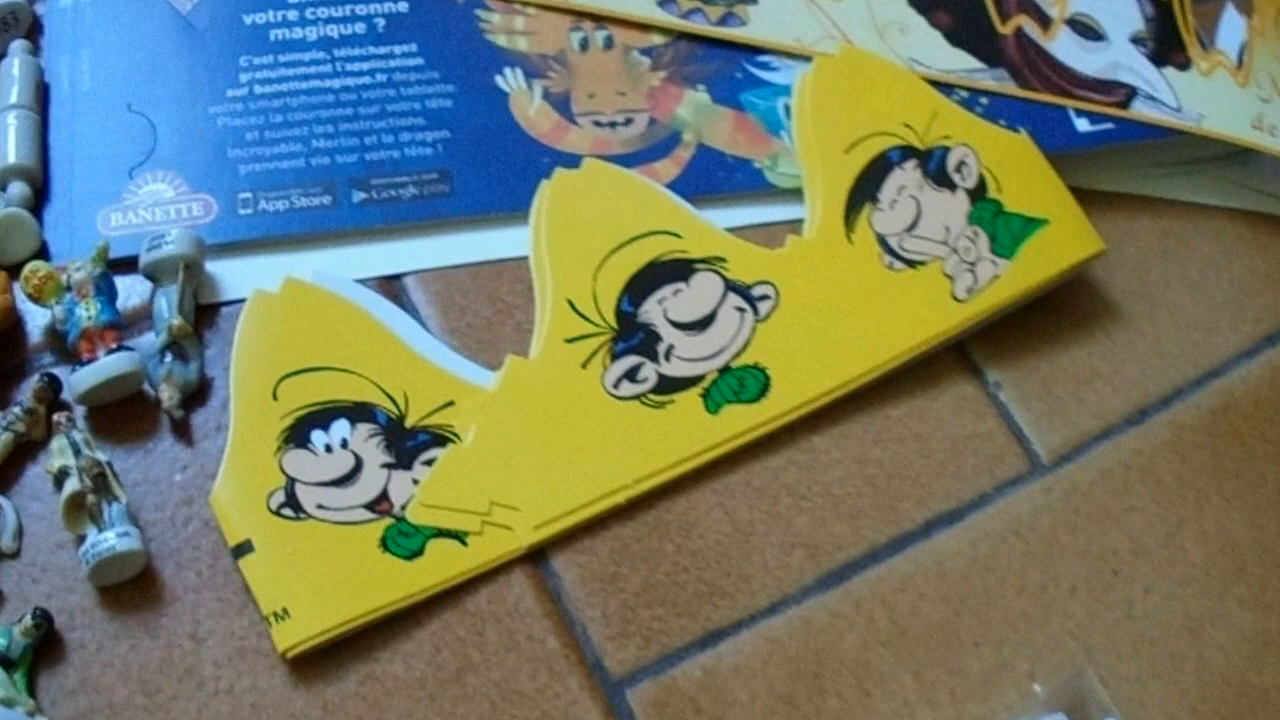 votre couronne
magique ?
C'est simple, téléchargez
gratuitement l'application
sur banettemagique.fr depuis
votre smartphone ou votre tablette
Placez la couronne sur votre tête
et suivez les instructions.
Incroyable, Merlin et le dragon
prennent vie sur votre tête !
BANETTE
App Store
Google play
TM